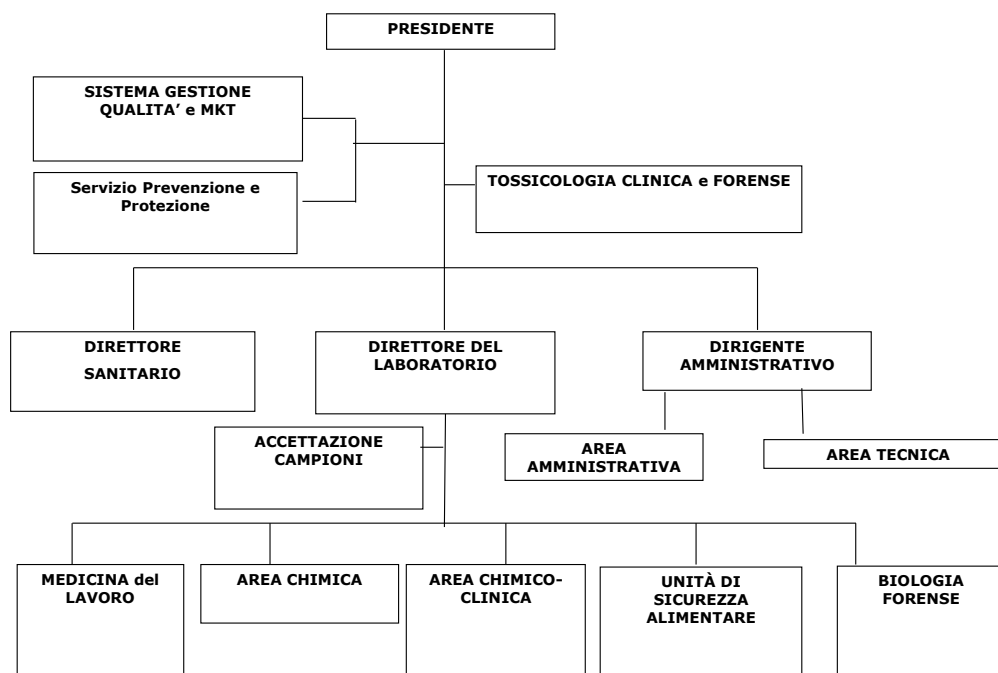 PRESIDENTE
SISTEMA GESTIONE
QUALITA’ e MKT
Servizio Prevenzione e
Protezione
TOSSICOLOGIA CLINICA e FORENSE
DIRETTORE
SANITARIO
DIRETTORE DEL
LABORATORIO
DIRIGENTE
AMMINISTRATIVO
ACCETTAZIONE
CAMPIONI
AREA
AMMINISTRATIVA
AREA TECNICA
MEDICINA del
LAVORO
AREA CHIMICA
AREA CHIMICO-
CLINICA
UNITÀ DI
SICUREZZA
ALIMENTARE
BIOLOGIA
FORENSE